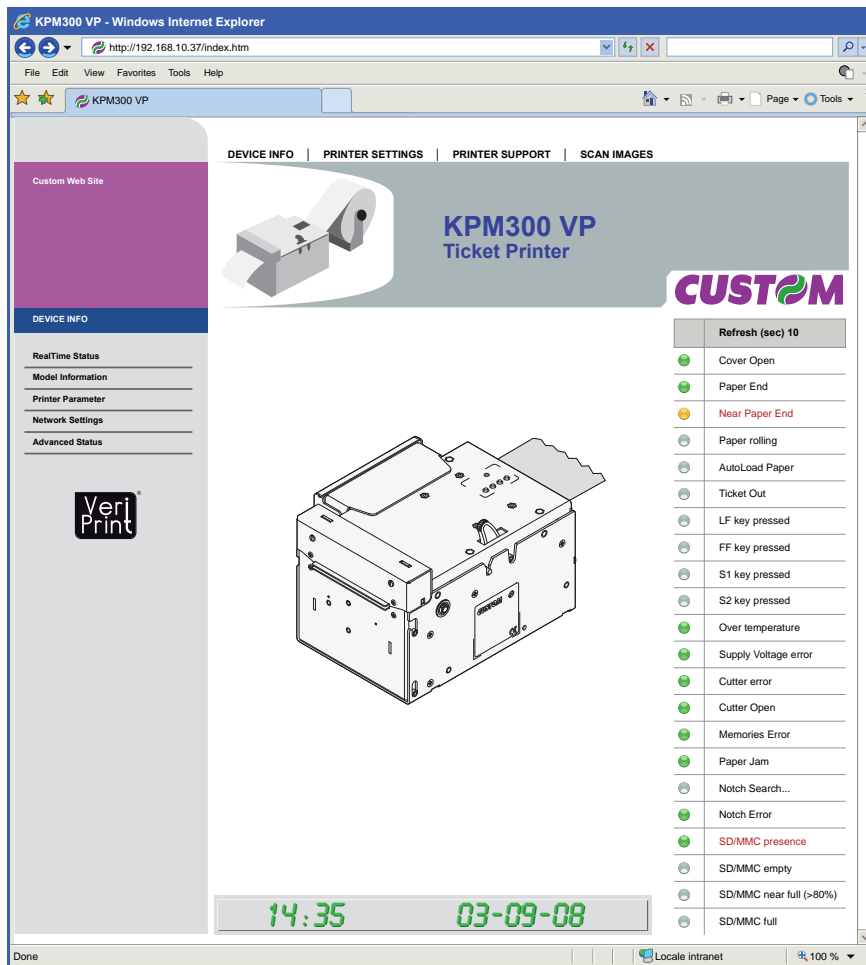 KPM300 VP - Windows Internet Explorer
http://192.168.10.37/index.htm
File Edit View Favorites Tools Help
KPM300 VP
Page Tools
DEVICE INFO | PRINTER SETTINGS | PRINTER SUPPORT | SCAN IMAGES
Custom Web Site
KPM300 VP
Ticket Printer
CUSTOM
DEVICE INFO
RealTime Status
Model Information
Printer Parameter
Network Settings
Advanced Status
Veri
Print®
CUSTOM
Refresh (sec) 10
Cover Open
Paper End
Near Paper End
Paper rolling
AutoLoad Paper
Ticket Out
LF key pressed
FF key pressed
S1 key pressed
S2 key pressed
Over temperature
Supply Voltage error
Cutter error
Cutter Open
Memories Error
Paper Jam
Notch Search...
Notch Error
SD/MMC presence
SD/MMC empty
SD/MMC near full (>80%)
SD/MMC full
14:35 03-09-08
Done
Locale intranet
100 %